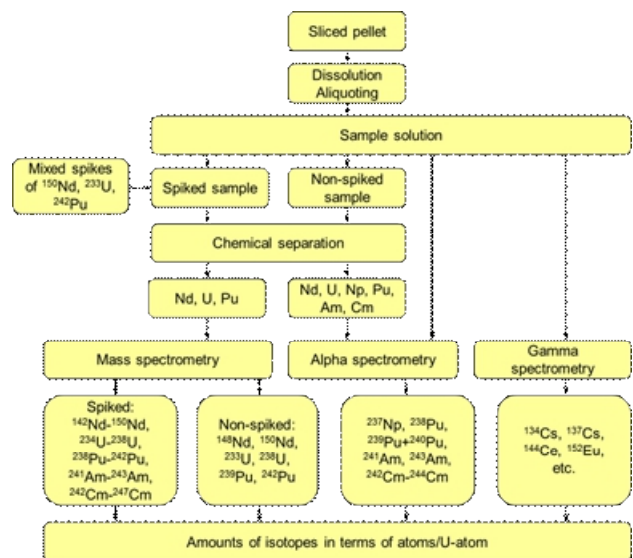 Sliced pellet
Dissolution
Aliquoting
Sample solution
Mixed spikes
of ¹⁵⁰Nd, ²³³U,
²⁴²Pu
Spiked sample
Non-spiked
sample
Chemical separation
Nd, U, Pu
Nd, U, Np, Pu,
Am, Cm
Mass spectrometry
Alpha spectrometry
Gamma
spectrometry
Spiked:
¹⁴²Nd-¹⁵⁰Nd,
²³⁴U-²³⁸U,
²³⁸Pu-²⁴²Pu,
²⁴¹Am-²⁴³Am,
²⁴²Cm-²⁴⁷Cm
Non-spiked:
¹⁴⁸Nd, ¹⁵⁰Nd,
²³³U, ²³⁸U,
²³⁹Pu, ²⁴²Pu
²³⁷Np, ²³⁸Pu,
²³⁹Pu+²⁴⁰Pu,
²⁴¹Am, ²⁴³Am,
²⁴²Cm-²⁴⁴Cm
¹³⁴Cs, ¹³⁷Cs,
¹⁴⁴Ce, ¹⁵²Eu,
etc.
Amounts of isotopes in terms of atoms/U-atom